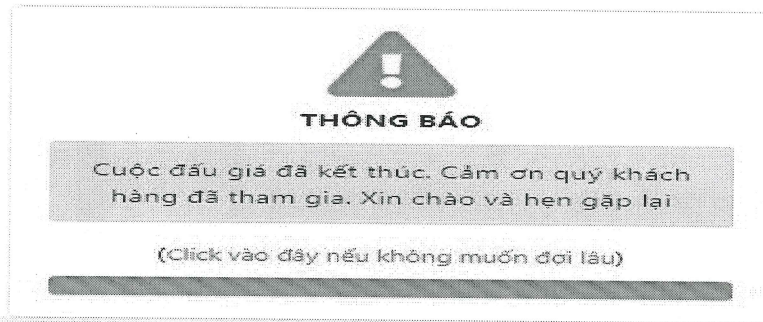 THÔNG BÁO
Cuộc đấu giá đã kết thúc. Cảm ơn quý khách
hàng đã tham gia. Xin chào và hẹn gặp lại
(Click vào đây nếu không muốn đợi lâu)